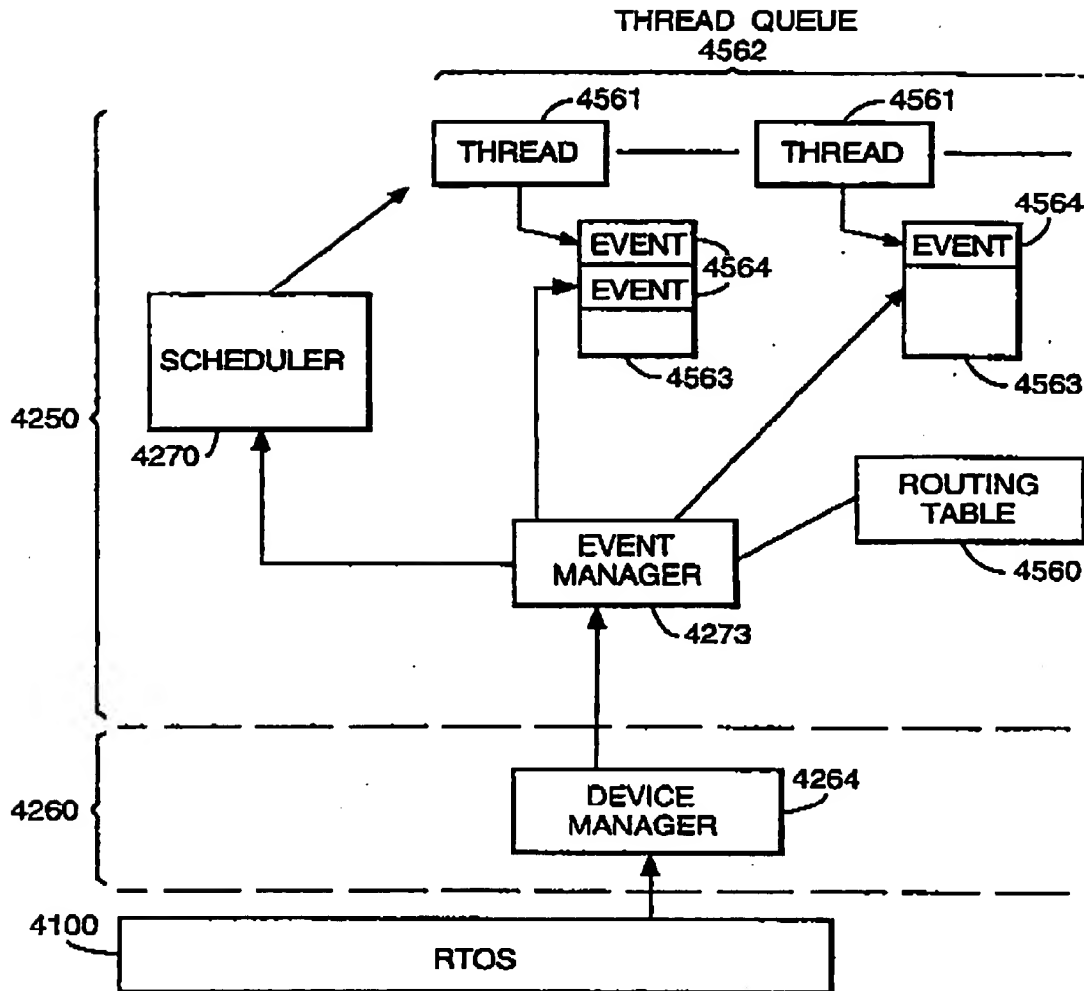 THREAD QUEUE
4562
4561
4561
THREAD
THREAD
4564
EVENT
4564
EVENT
EVENT
SCHEDULER
4563
4563
4250
4270
ROUTING
TABLE
EVENT
MANAGER
4560
4273
4264
4260
DEVICE
MANAGER
4100
RTOS